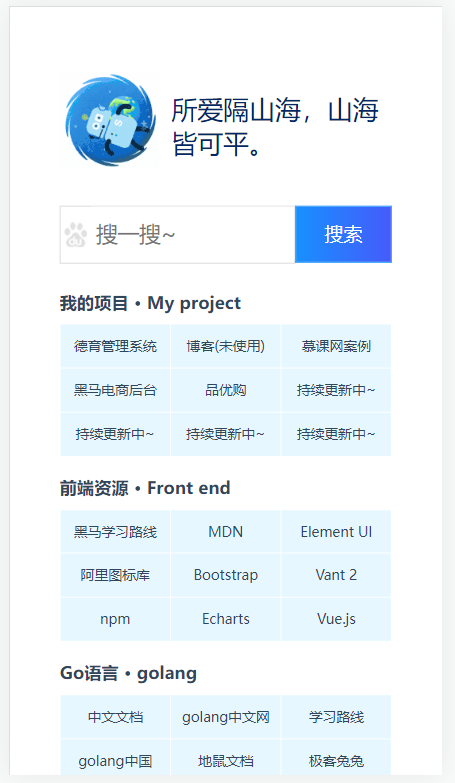 所爱隔山海，山海
皆可平。
搜一搜~
搜索
我的项目 • My project
德育管理系统 博客(未使用) 慕课网案例
黑马电商后台 品优购 持续更新中~
持续更新中~ 持续更新中~ 持续更新中~
前端资源 • Front end
黑马学习路线 MDN Element UI
阿里图标库 Bootstrap Vant 2
npm Echarts Vue.js
Go语言 • golang
中文文档 golang中文网 学习路线
golang中国 地鼠文档 极客兔兔